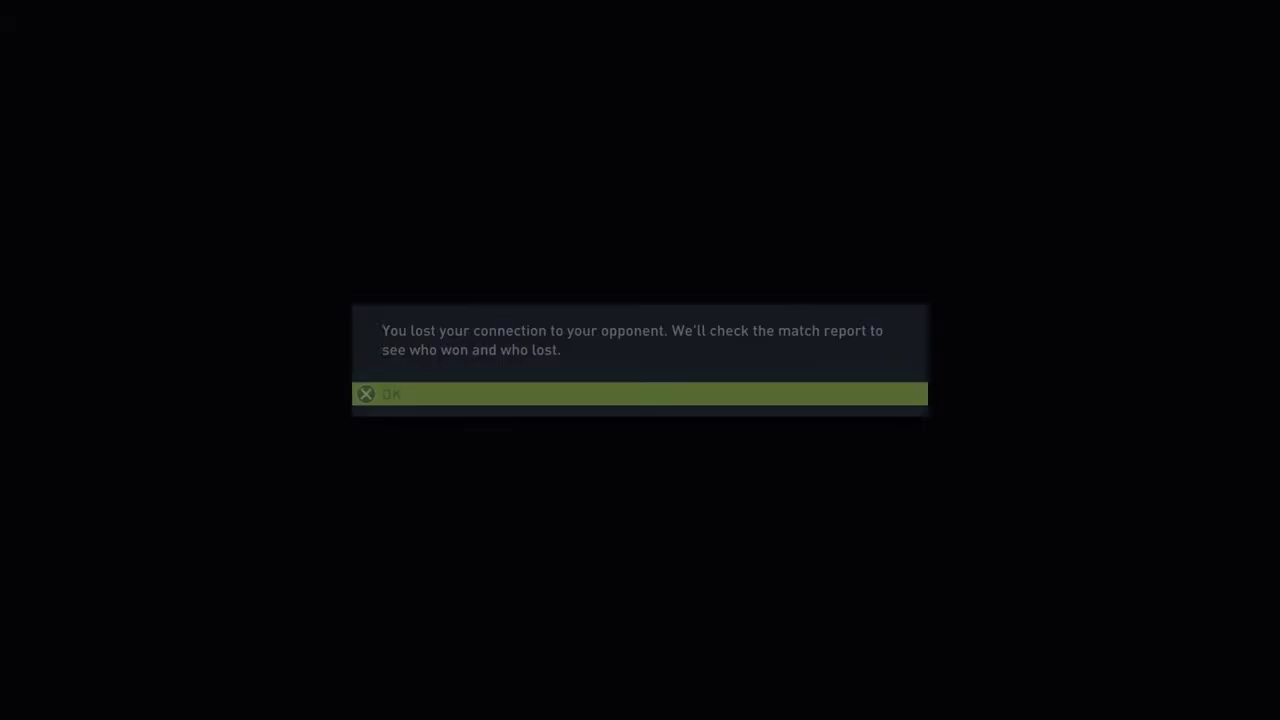 You lost your connection to your opponent. We'll check the match report to
see who won and who lost.
OK